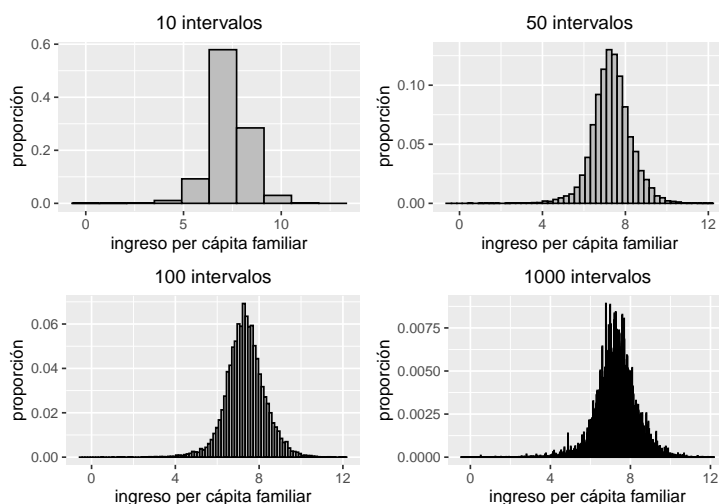 10 intervalos
proporción
0.6
0.4
0.2
0.0
0 5 10
ingreso per cápita familiar
50 intervalos
proporción
0.10
0.05
0.00
0 4 8 12
ingreso per cápita familiar
100 intervalos
proporción
0.06
0.04
0.02
0.00
0 4 8 12
ingreso per cápita familiar
1000 intervalos
proporción
0.0075
0.0050
0.0025
0.0000
0 4 8 12
ingreso per cápita familiar